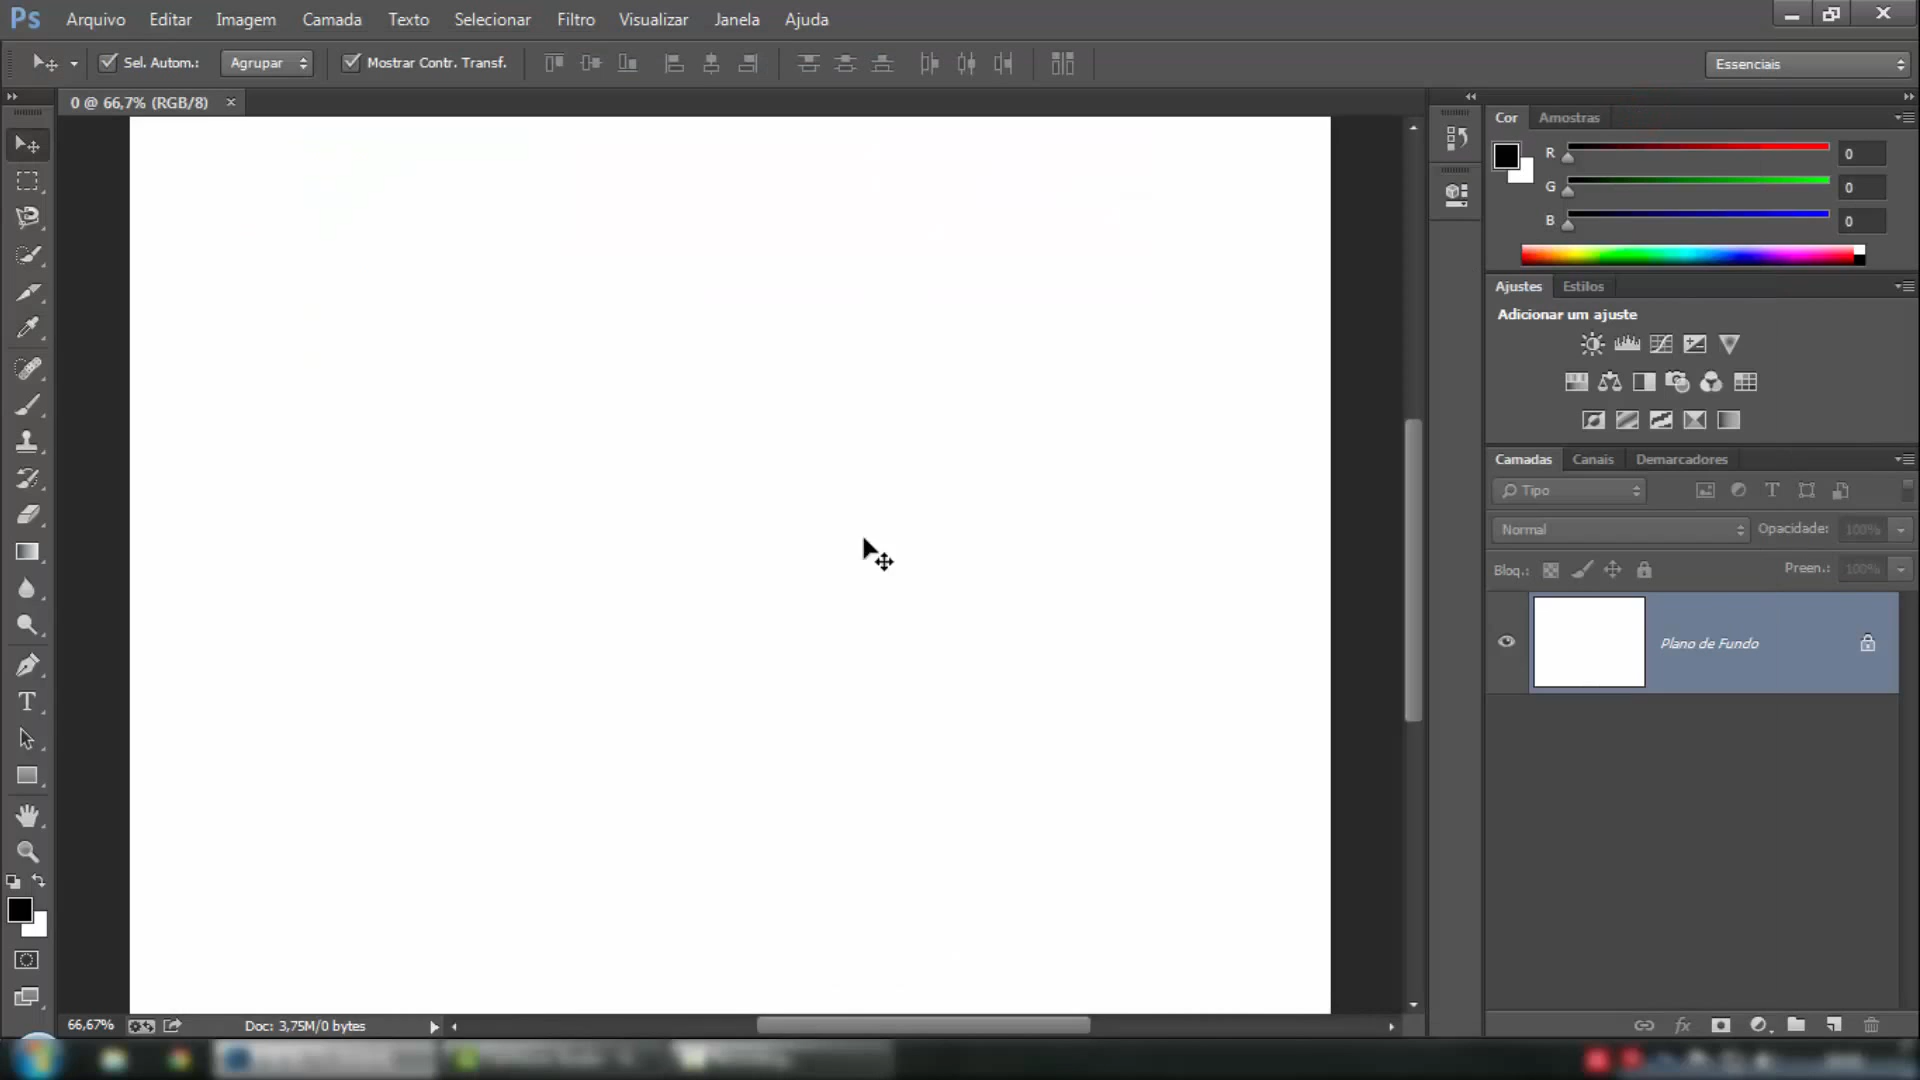 Ps Arquivo Editar Imagem Camada Texto Selecionar Filtro Visualizar Janela Ajuda
Sel. Autom.: Agrupar Mostrar Contr. Transf. Essenciais
0 @ 66,7% (RGB/8)
Cor Amostras
R 0
G 0
B 0
Ajustes Estilos
Adicionar um ajuste
Camadas Canais Demarcadores
Tipo
Normal Opacidade: 100%
Bloq.: Preen.: 100%
Plano de Fundo
66,67% Doc: 3,75M/0 bytes